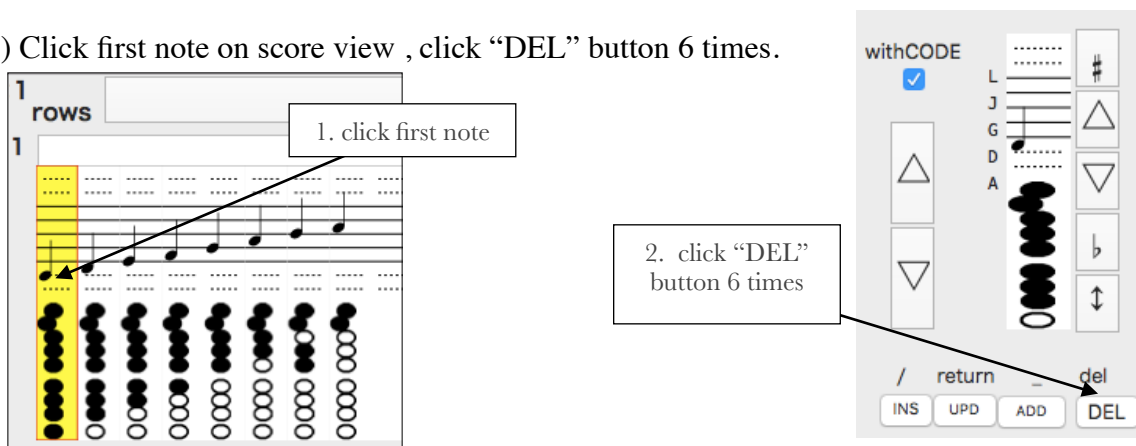 ) Click first note on score view , click “DEL” button 6 times.
1
rows
1
1. click first note
2. click “DEL”
button 6 times
withCODE
L
J
G
D
A
♯
♭
/ return _ del
INS UPD ADD DEL